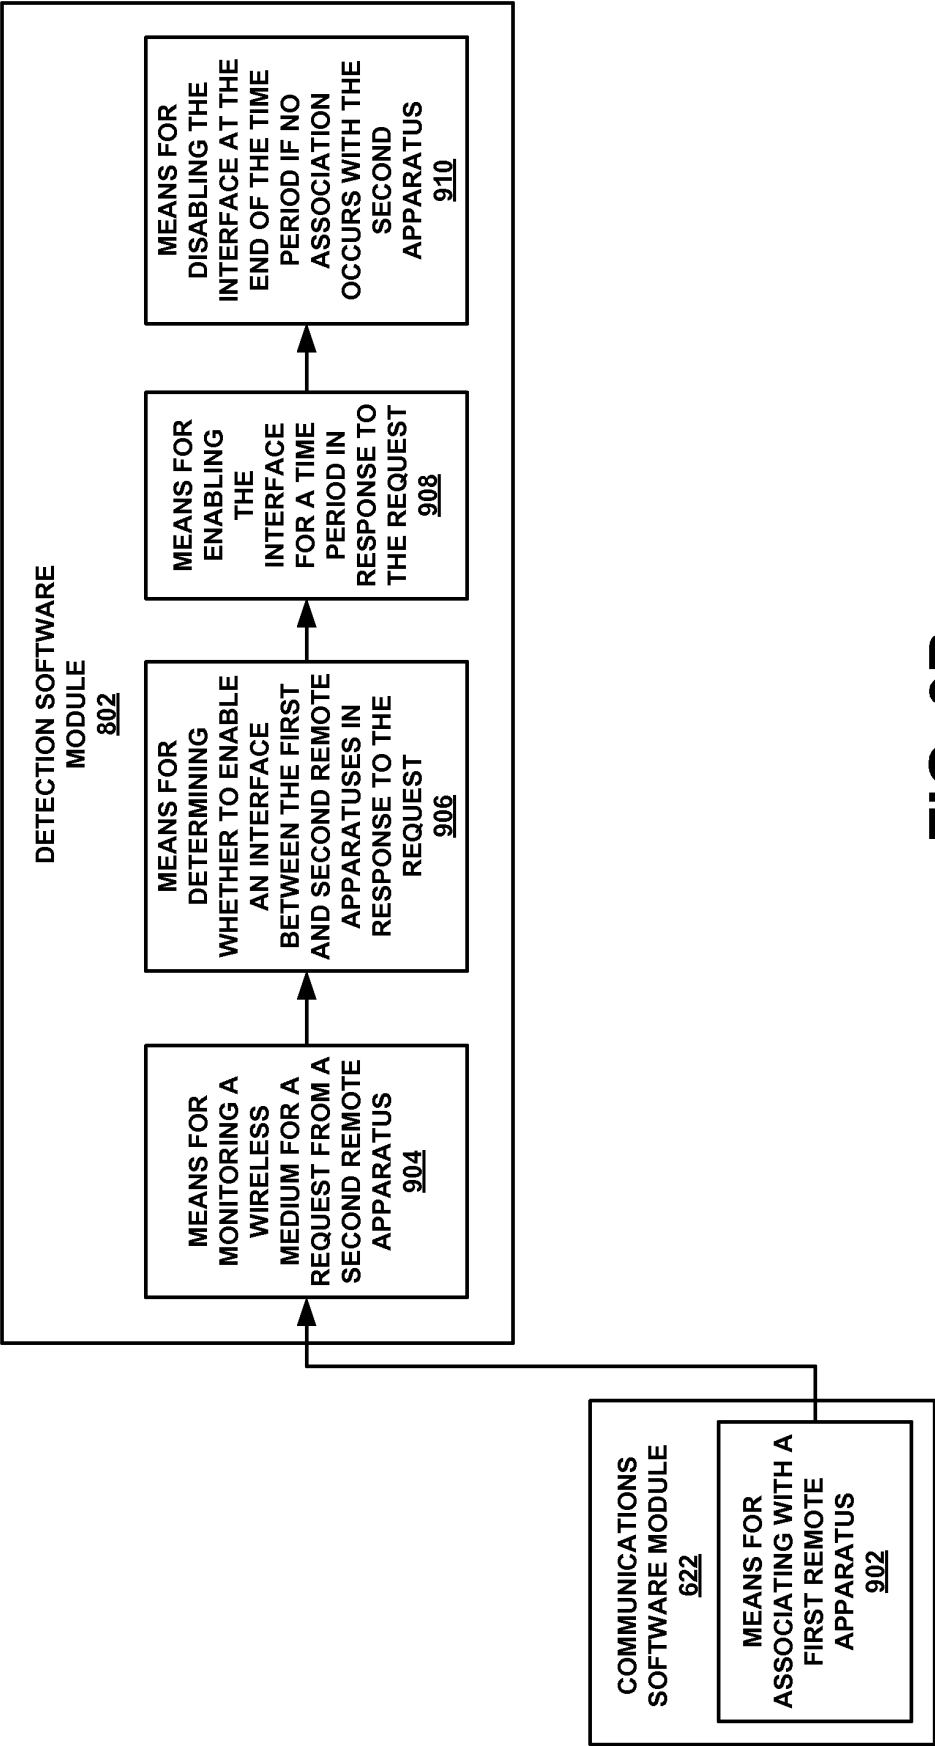 DETECTION SOFTWARE
MODULE
802
MEANS FOR
MONITORING A
WIRELESS
MEDIUM FOR A
REQUEST FROM A
SECOND REMOTE
APPARATUS
904
MEANS FOR
DETERMINING
WHETHER TO ENABLE
AN INTERFACE
BETWEEN THE FIRST
AND SECOND REMOTE
APPARATUSES IN
RESPONSE TO THE
REQUEST
906
MEANS FOR
ENABLING
THE
INTERFACE
FOR A TIME
PERIOD IN
RESPONSE TO
THE REQUEST
908
MEANS FOR
DISABLING THE
INTERFACE AT THE
END OF THE TIME
PERIOD IF NO
ASSOCIATION
OCCURS WITH THE
SECOND
APPARATUS
910
COMMUNICATIONS
SOFTWARE MODULE
622
MEANS FOR
ASSOCIATING WITH A
FIRST REMOTE
APPARATUS
902